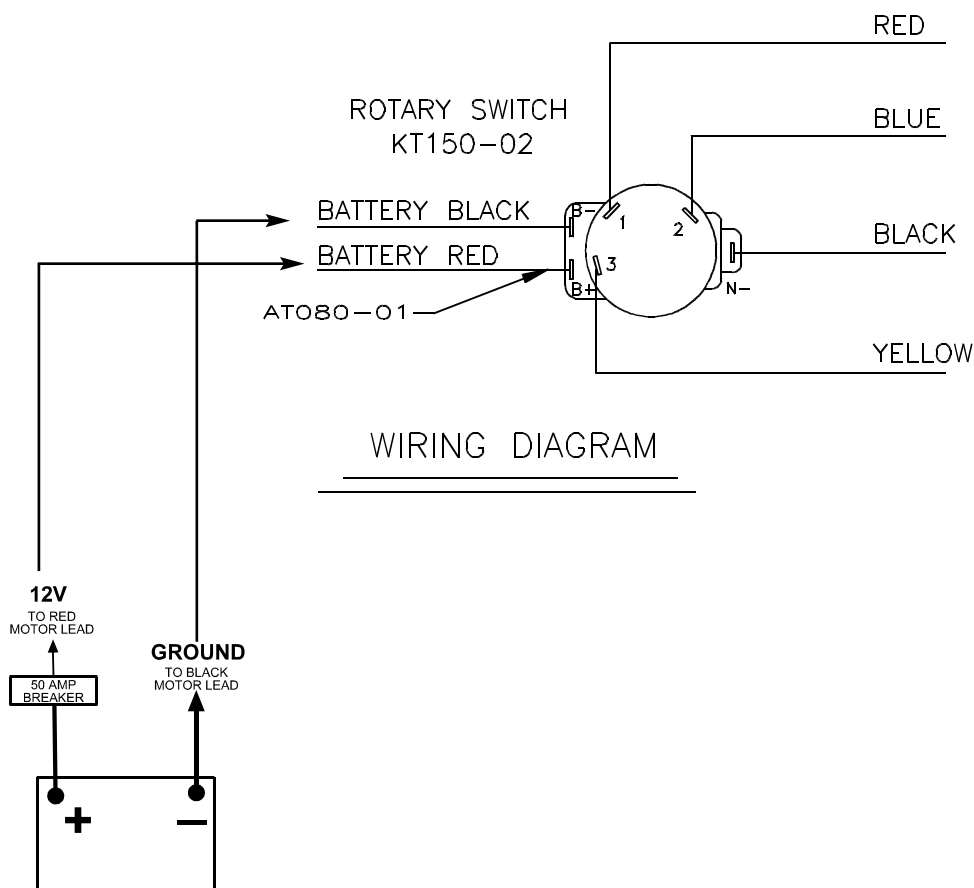 RED
ROTARY SWITCH
KT150-02
BLUE
BATTERY BLACK
B-
1
2
BLACK
BATTERY RED
3
B+
N-
AT080-01
YELLOW
WIRING DIAGRAM
12V
TO RED
MOTOR LEAD
GROUND
TO BLACK
MOTOR LEAD
50 AMP
BREAKER
+
-